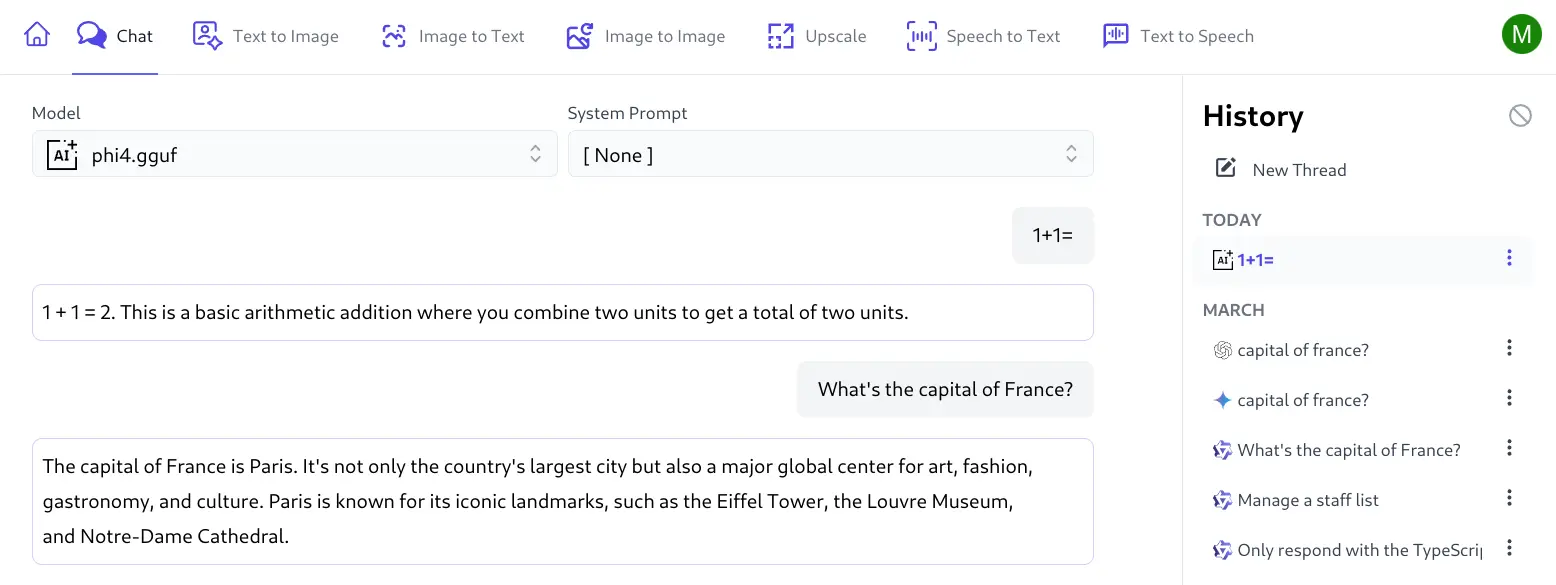 Chat
Text to Image
Image to Text
Image to Image
Upscale
Speech to Text
Text to Speech
M
Model
System Prompt
AI phi4.gguf
[ None ]
1+1=
1 + 1 = 2. This is a basic arithmetic addition where you combine two units to get a total of two units.
What's the capital of France?
The capital of France is Paris. It's not only the country's largest city but also a major global center for art, fashion,
gastronomy, and culture. Paris is known for its iconic landmarks, such as the Eiffel Tower, the Louvre Museum,
and Notre-Dame Cathedral.
History
New Thread
TODAY
AI 1+1=
MARCH
capital of france?
capital of france?
What's the capital of France?
Manage a staff list
Only respond with the